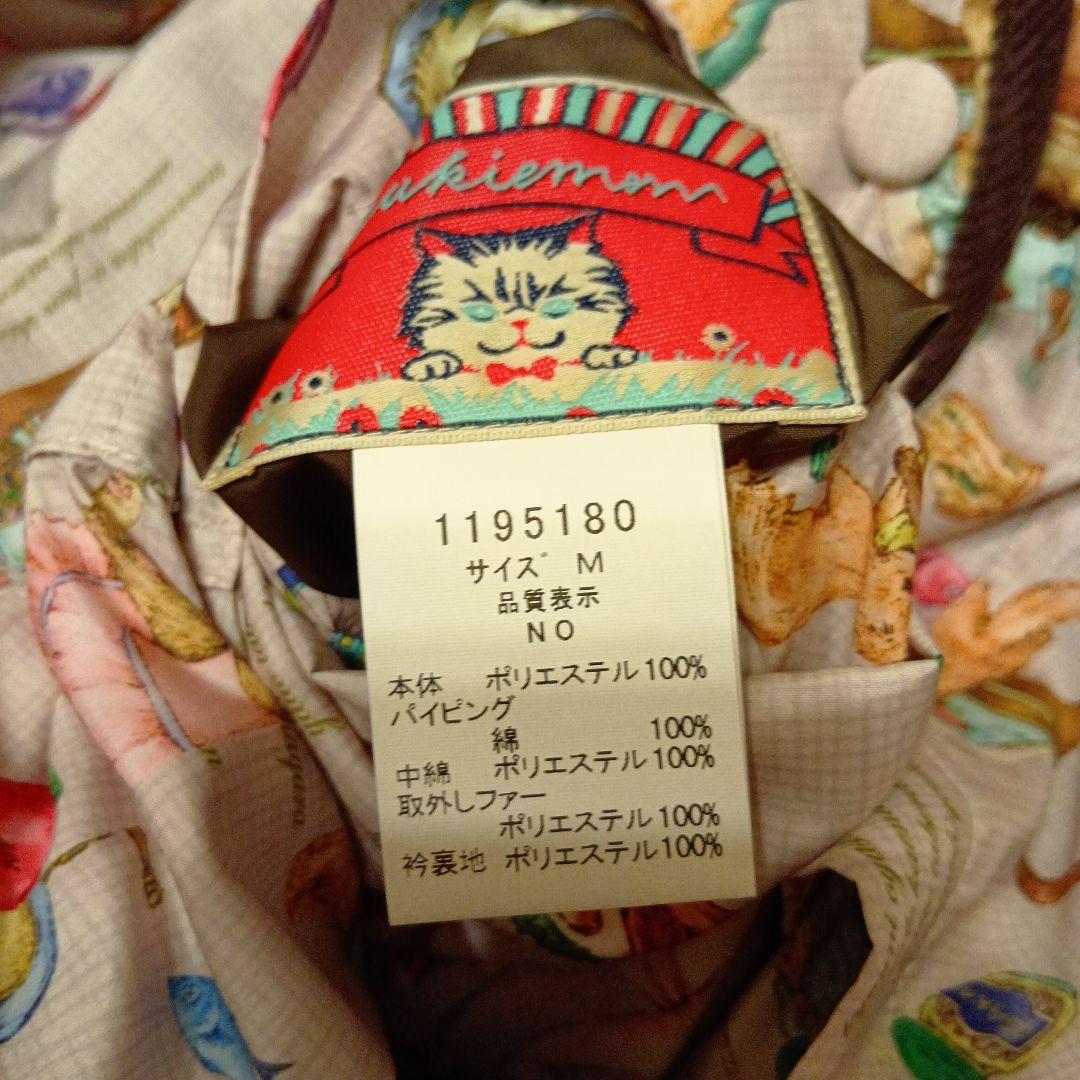 ukiemon
1195180
サイズ M
品質表示
NO
本体 ポリエステル100%
パイピング
綿 100%
中綿 ポリエステル100%
取外しファー
ポリエステル100%
衿裏地 ポリエステル100%